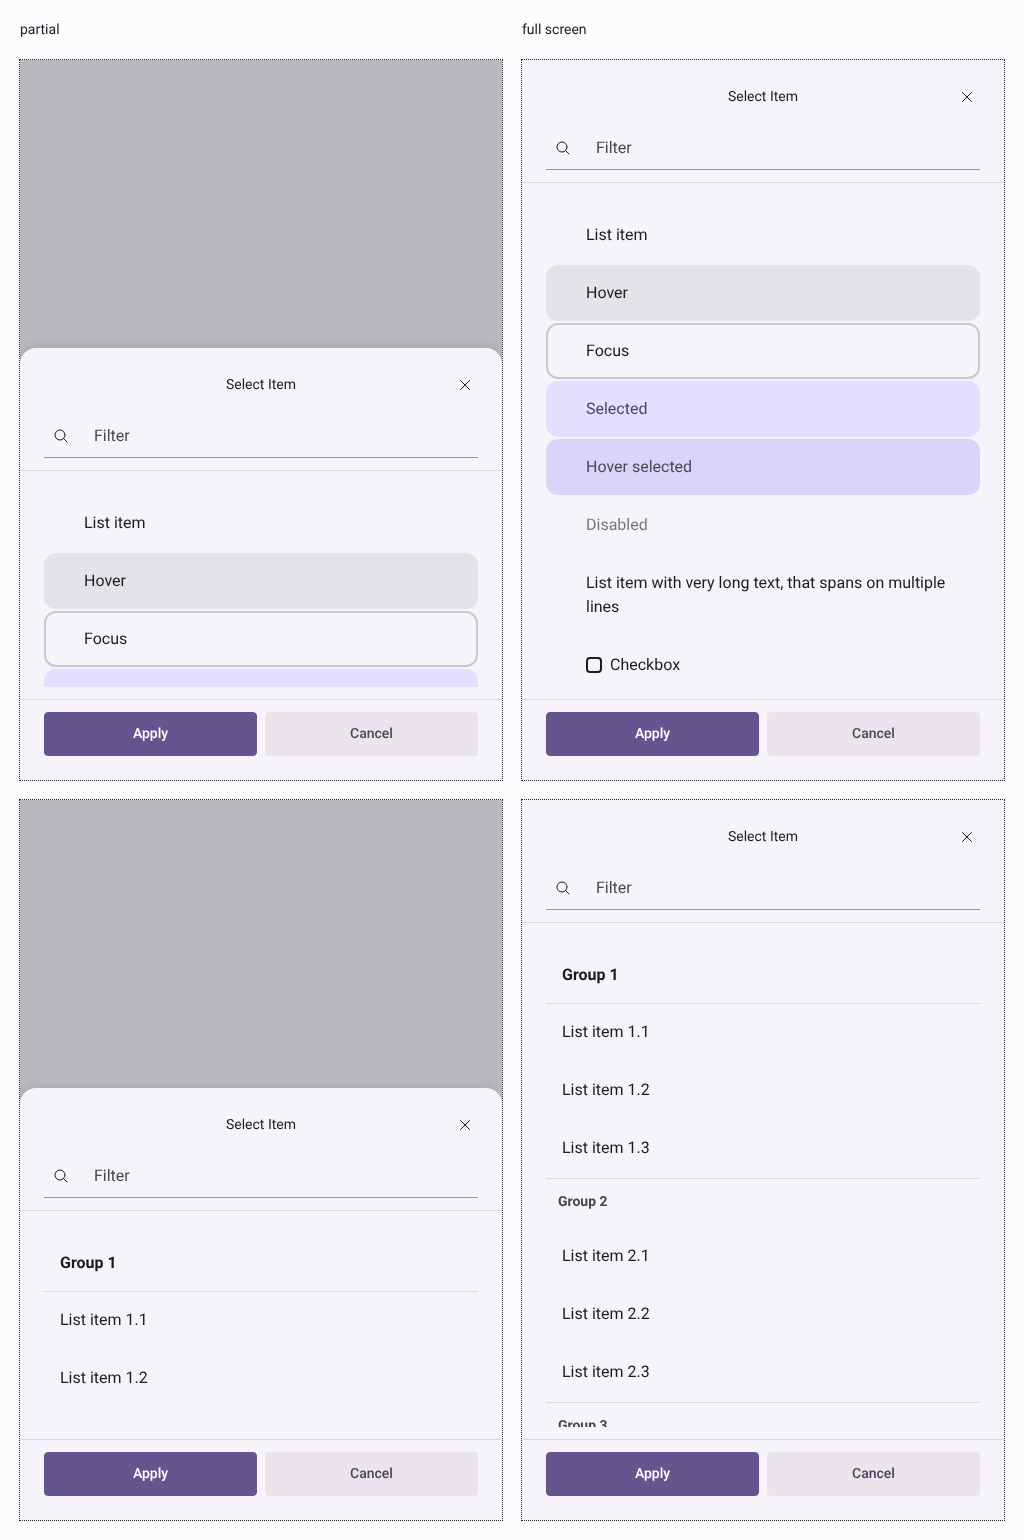 partial
full screen
Select Item
Filter
List item
Hover
Focus
Apply
Cancel
Select Item
Filter
List item
Hover
Focus
Selected
Hover selected
Disabled
List item with very long text, that spans on multiple
lines
Checkbox
Apply
Cancel
Select Item
Filter
Group 1
List item 1.1
List item 1.2
Apply
Cancel
Select Item
Filter
Group 1
List item 1.1
List item 1.2
List item 1.3
Group 2
List item 2.1
List item 2.2
List item 2.3
Group 3
Apply
Cancel